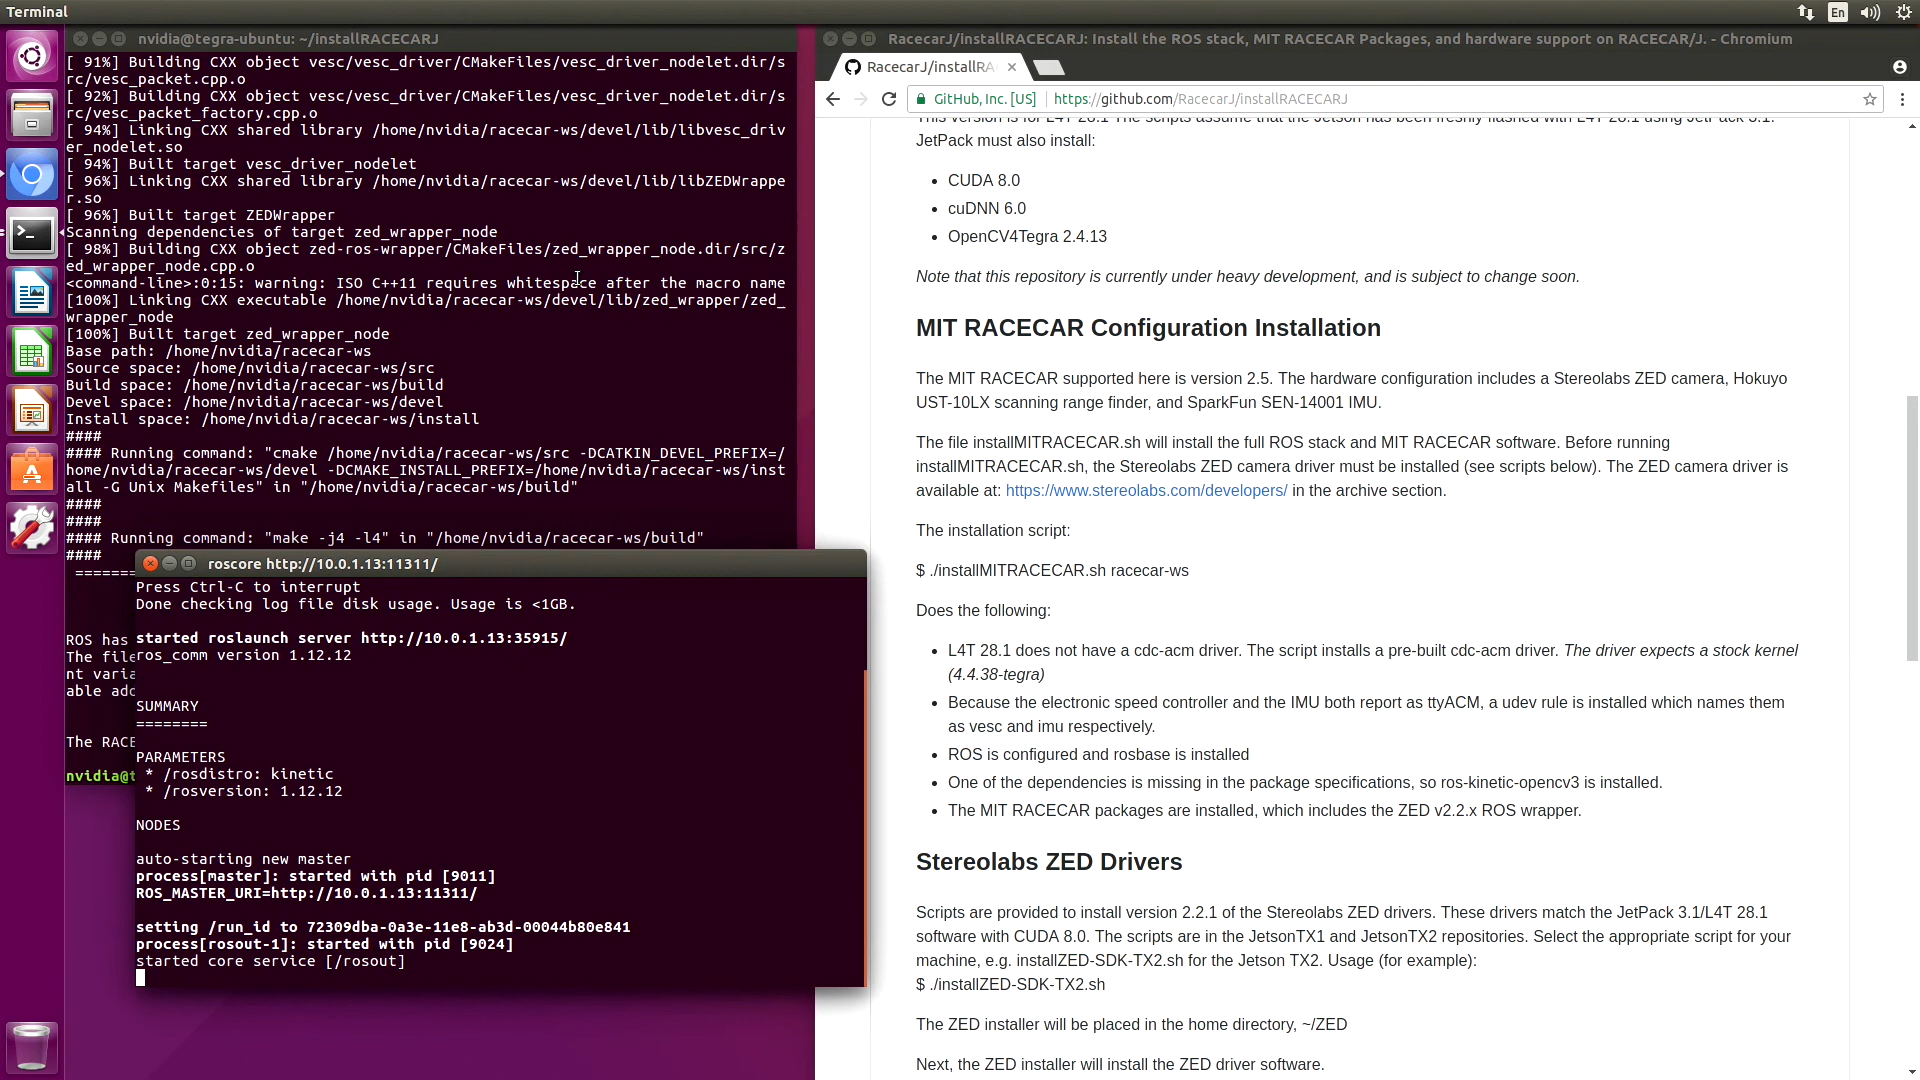 Terminal
En
nvidia@tegra-ubuntu: ~/installRACECARJ
[ 91%] Building CXX object vesc/vesc_driver/CMakeFiles/vesc_driver_nodelet.dir/s
rc/vesc_packet.cpp.o
[ 92%] Building CXX object vesc/vesc_driver/CMakeFiles/vesc_driver_nodelet.dir/s
rc/vesc_packet_factory.cpp.o
[ 94%] Linking CXX shared library /home/nvidia/racecar-ws/devel/lib/libvesc_driv
er_nodelet.so
[ 94%] Built target vesc_driver_nodelet
[ 96%] Linking CXX shared library /home/nvidia/racecar-ws/devel/lib/libZEDWrappe
r.so
[ 96%] Built target ZEDWrapper
Scanning dependencies of target zed_wrapper_node
[ 98%] Building CXX object zed-ros-wrapper/CMakeFiles/zed_wrapper_node.dir/src/z
ed_wrapper_node.cpp.o
<command-line>:0:15: warning: ISO C++11 requires whitespace after the macro name
[100%] Linking CXX executable /home/nvidia/racecar-ws/devel/lib/zed_wrapper/zed_
wrapper_node
[100%] Built target zed_wrapper_node
Base path: /home/nvidia/racecar-ws
Source space: /home/nvidia/racecar-ws/src
Build space: /home/nvidia/racecar-ws/build
Devel space: /home/nvidia/racecar-ws/devel
Install space: /home/nvidia/racecar-ws/install
####
#### Running command: "cmake /home/nvidia/racecar-ws/src -DCATKIN_DEVEL_PREFIX=/
home/nvidia/racecar-ws/devel -DCMAKE_INSTALL_PREFIX=/home/nvidia/racecar-ws/inst
all -G Unix Makefiles" in "/home/nvidia/racecar-ws/build"
####
####
#### Running command: "make -j4 -l4" in "/home/nvidia/racecar-ws/build"
####
=======
ROS has
The file
nt varia
able add
The RACE
nvidia@t
roscore http://10.0.1.13:11311/
Press Ctrl-C to interrupt
Done checking log file disk usage. Usage is <1GB.
started roslaunch server http://10.0.1.13:35915/
ros_comm version 1.12.12
SUMMARY
========
PARAMETERS
* /rosdistro: kinetic
* /rosversion: 1.12.12
NODES
auto-starting new master
process[master]: started with pid [9011]
ROS_MASTER_URI=http://10.0.1.13:11311/
setting /run_id to 72309dba-0a3e-11e8-ab3d-00044b80e841
process[rosout-1]: started with pid [9024]
started core service [/rosout]
RacecarJ/installRACECARJ: Install the ROS stack, MIT RACECAR Packages, and hardware support on RACECAR/J. - Chromium
RacecarJ/installRA
GitHub, Inc. [US] https://github.com/RacecarJ/installRACECARJ
This version is for L4T 28.1 The scripts assume that the Jetson has been freshly flashed with L4T 28.1 using JetPack 3.1.
JetPack must also install:
• CUDA 8.0
• cuDNN 6.0
• OpenCV4Tegra 2.4.13
Note that this repository is currently under heavy development, and is subject to change soon.
MIT RACECAR Configuration Installation
The MIT RACECAR supported here is version 2.5. The hardware configuration includes a Stereolabs ZED camera, Hokuyo
UST-10LX scanning range finder, and SparkFun SEN-14001 IMU.
The file installMITRACECAR.sh will install the full ROS stack and MIT RACECAR software. Before running
installMITRACECAR.sh, the Stereolabs ZED camera driver must be installed (see scripts below). The ZED camera driver is
available at: https://www.stereolabs.com/developers/ in the archive section.
The installation script:
$ ./installMITRACECAR.sh racecar-ws
Does the following:
• L4T 28.1 does not have a cdc-acm driver. The script installs a pre-built cdc-acm driver. The driver expects a stock kernel
(4.4.38-tegra)
• Because the electronic speed controller and the IMU both report as ttyACM, a udev rule is installed which names them
as vesc and imu respectively.
• ROS is configured and rosbase is installed
• One of the dependencies is missing in the package specifications, so ros-kinetic-opencv3 is installed.
• The MIT RACECAR packages are installed, which includes the ZED v2.2.x ROS wrapper.
Stereolabs ZED Drivers
Scripts are provided to install version 2.2.1 of the Stereolabs ZED drivers. These drivers match the JetPack 3.1/L4T 28.1
software with CUDA 8.0. The scripts are in the JetsonTX1 and JetsonTX2 repositories. Select the appropriate script for your
machine, e.g. installZED-SDK-TX2.sh for the Jetson TX2. Usage (for example):
$ ./installZED-SDK-TX2.sh
The ZED installer will be placed in the home directory, ~/ZED
Next, the ZED installer will install the ZED driver software.